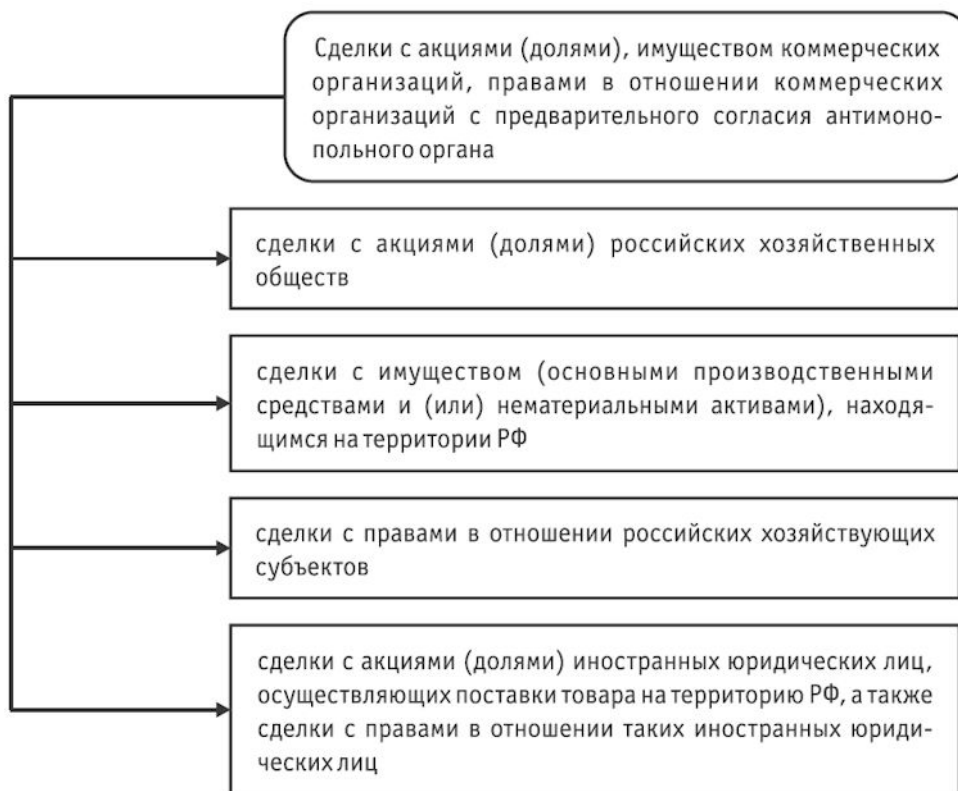 Сделки с акциями (долями), имуществом коммерческих
организаций, правами в отношении коммерческих
организаций с предварительного согласия антимоно-
польного органа
сделки с акциями (долями) российских хозяйственных
обществ
сделки с имуществом (основными производственными
средствами и (или) нематериальными активами), находя-
щимся на территории РФ
сделки с правами в отношении российских хозяйствующих
субъектов
сделки с акциями (долями) иностранных юридических лиц,
осуществляющих поставки товара на территорию РФ, а также
сделки с правами в отношении таких иностранных юриди-
ческих лиц